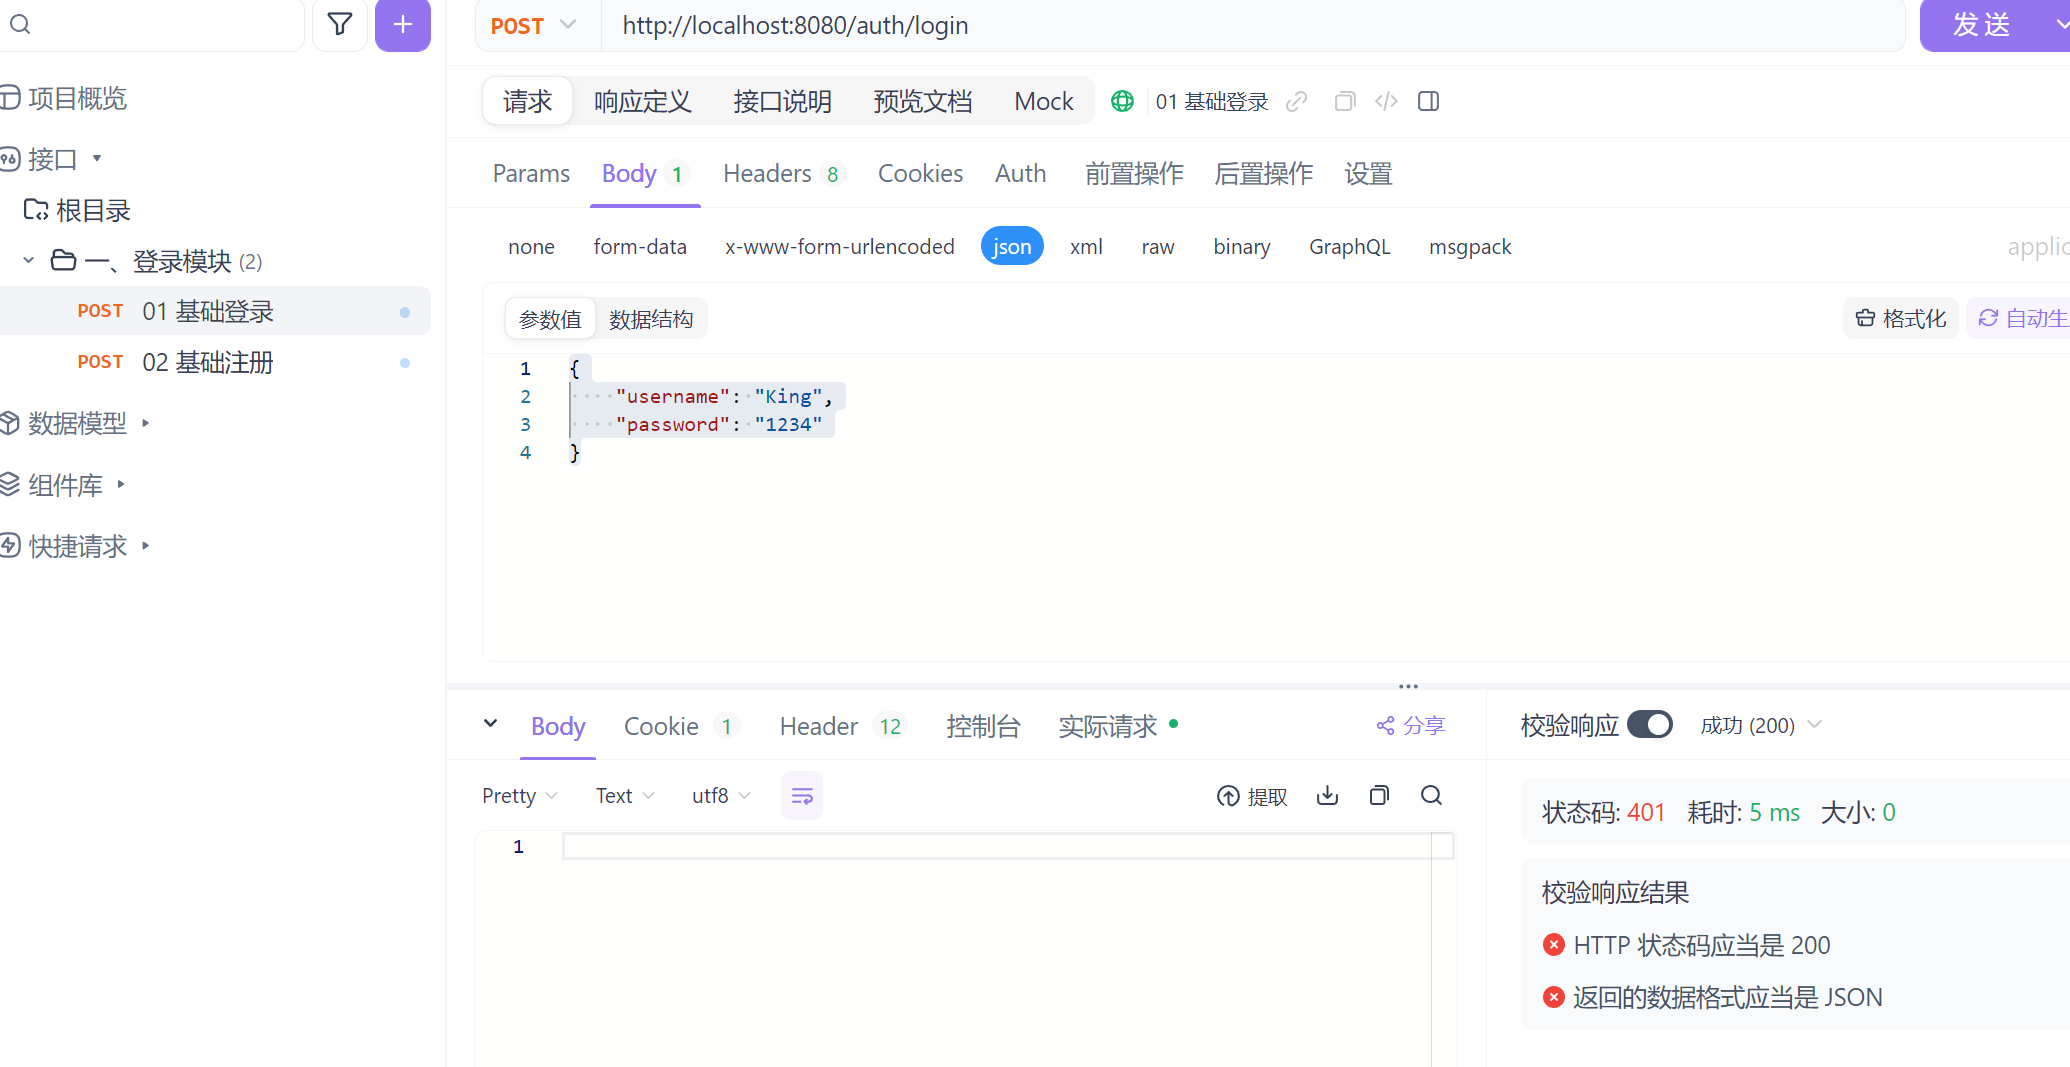 POST http://localhost:8080/auth/login 发送
项目概览
接口
根目录
一、登录模块 (2)
POST 01 基础登录
POST 02 基础注册
数据模型
组件库
快捷请求
请求 响应定义 接口说明 预览文档 Mock 01 基础登录
Params Body 1 Headers 8 Cookies Auth 前置操作 后置操作 设置
none form-data x-www-form-urlencoded json xml raw binary GraphQL msgpack applic
参数值 数据结构 格式化 自动生
1 {
2 "username": "King",
3 "password": "1234"
4 }
Body Cookie 1 Header 12 控制台 实际请求 分享
Pretty Text utf8 提取
1
校验响应 成功 (200)
状态码: 401 耗时: 5 ms 大小: 0
校验响应结果
HTTP 状态码应当是 200
返回的数据格式应当是 JSON